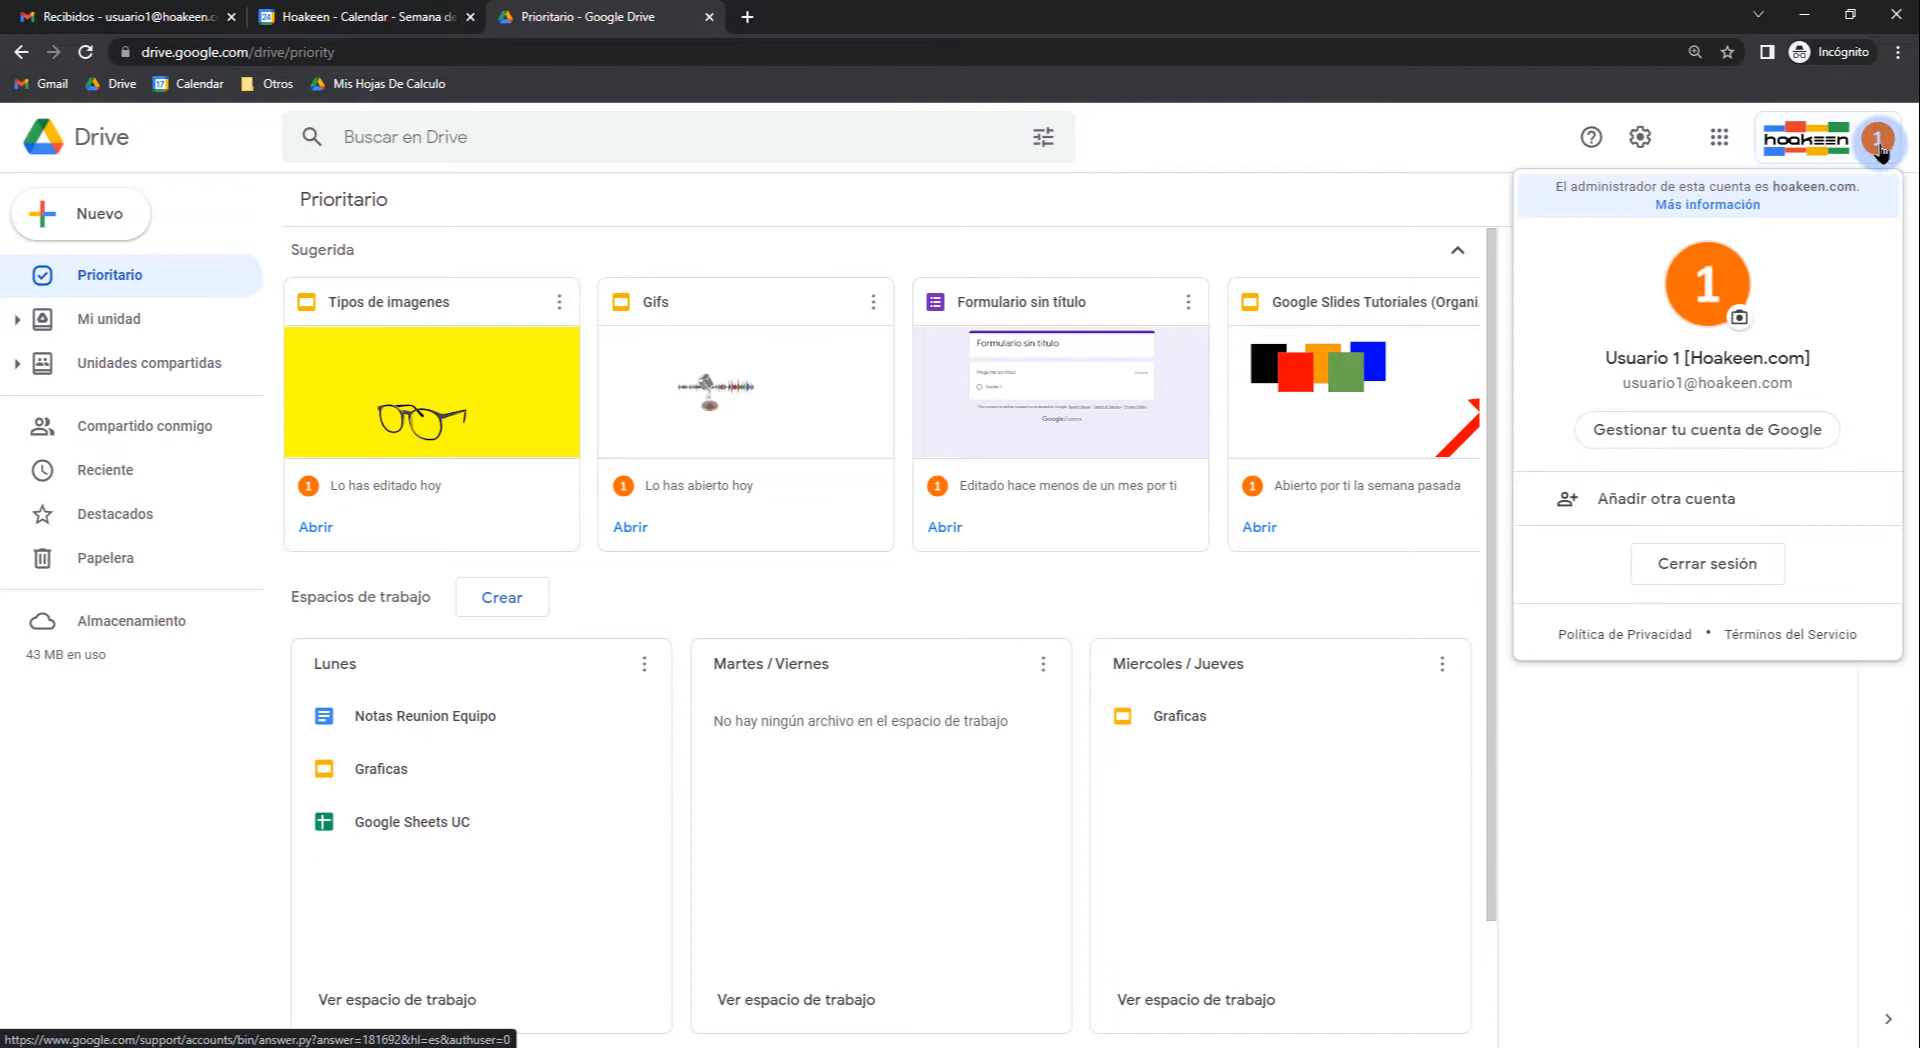 Recibidos - usuario1@hoakeen.c
Hoakeen - Calendar - Semana de
Prioritario - Google Drive
drive.google.com/drive/priority
Incógnito
Gmail
Drive
Calendar
Otros
Mis Hojas De Calculo
Drive
Buscar en Drive
hoakeen
1
Nuevo
Prioritario
Mi unidad
Unidades compartidas
Compartido conmigo
Reciente
Destacados
Papelera
Almacenamiento
43 MB en uso
Prioritario
Sugerida
Tipos de imagenes
1 Lo has editado hoy
Abrir
Gifs
1 Lo has abierto hoy
Abrir
Formulario sin título
Formulario sin título
Google Forms
1 Editado hace menos de un mes por ti
Abrir
Google Slides Tutoriales (Organi
1 Abierto por ti la semana pasada
Abrir
Espacios de trabajo
Crear
Lunes
Notas Reunion Equipo
Graficas
Google Sheets UC
Ver espacio de trabajo
Martes / Viernes
No hay ningún archivo en el espacio de trabajo
Ver espacio de trabajo
Miercoles / Jueves
Graficas
Ver espacio de trabajo
El administrador de esta cuenta es hoakeen.com.
Más información
1
Usuario 1 [Hoakeen.com]
usuario1@hoakeen.com
Gestionar tu cuenta de Google
Añadir otra cuenta
Cerrar sesión
Política de Privacidad • Términos del Servicio
https://www.google.com/support/accounts/bin/answer.py?answer=181692&hl=es&authuser=0